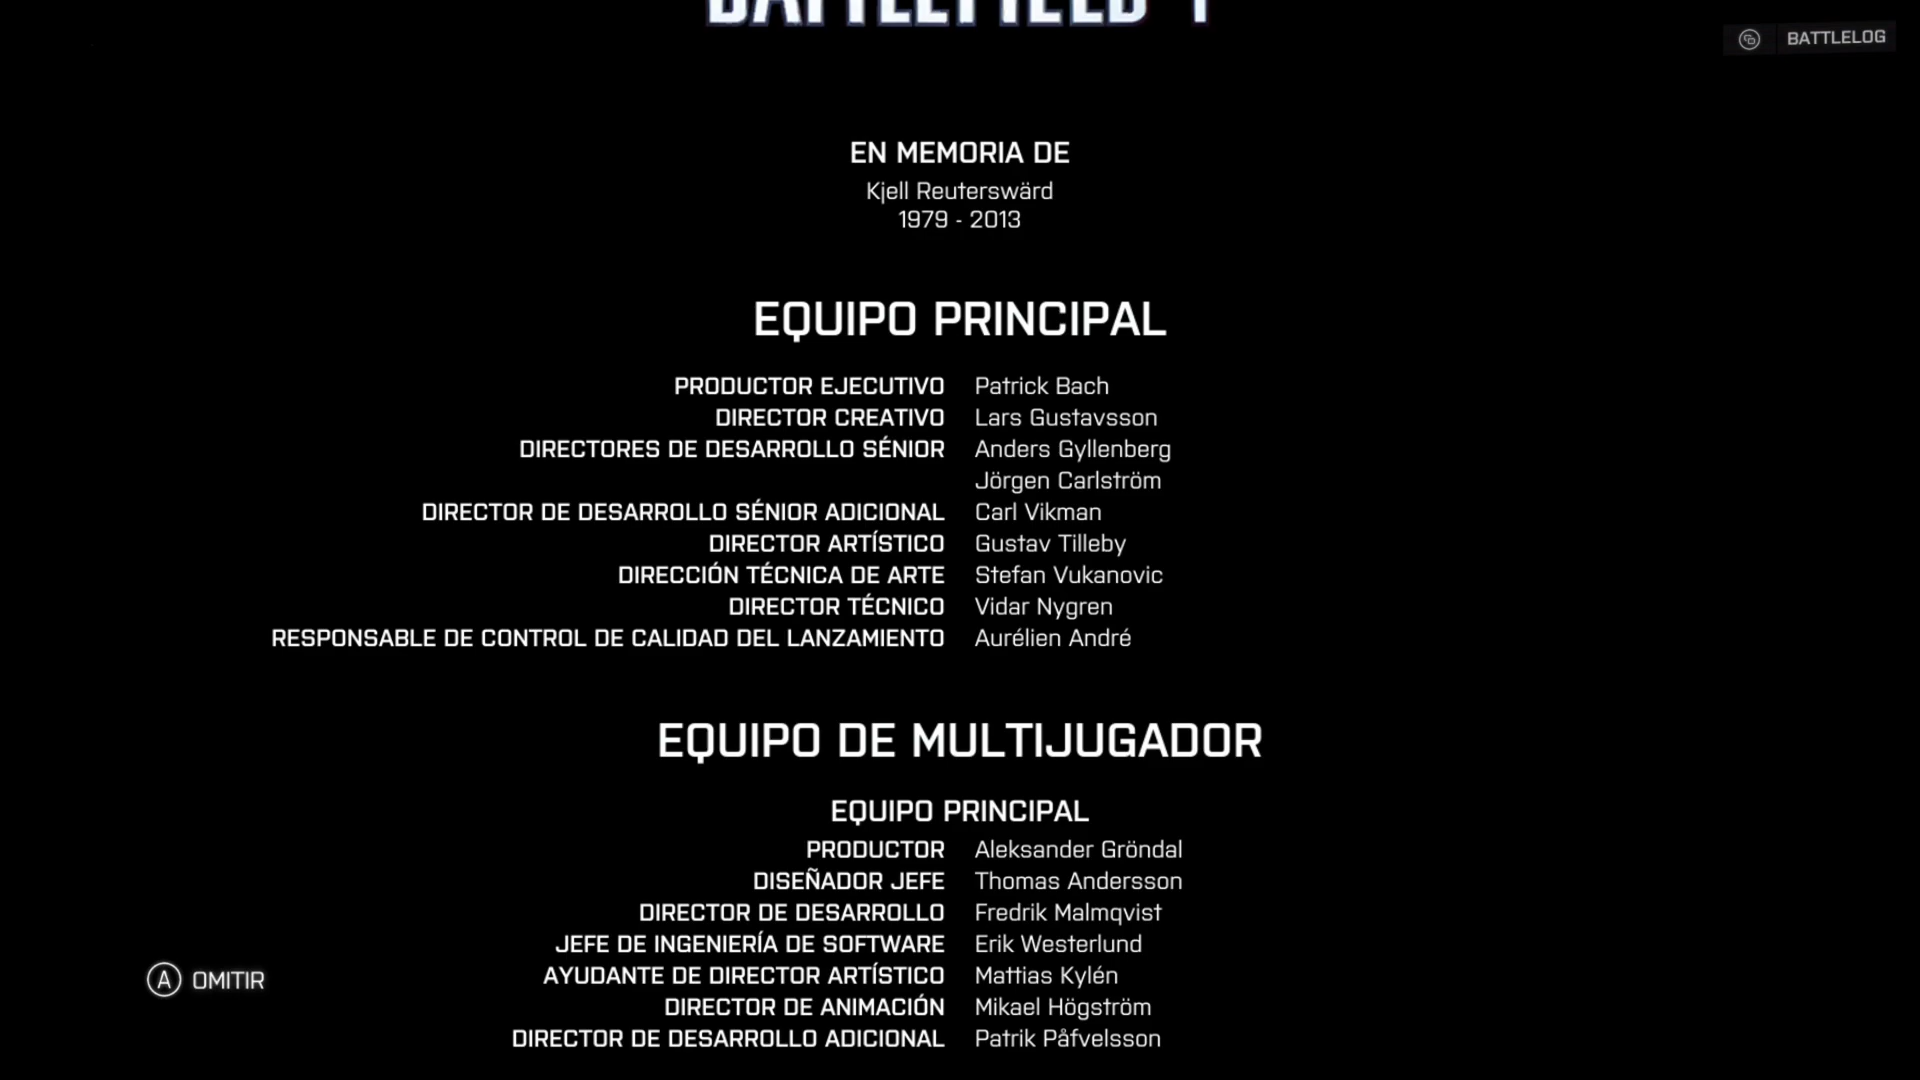 BATTLEFIELD 4
BATTLELOG
EN MEMORIA DE
Kjell Reuterswärd
1979 - 2013
EQUIPO PRINCIPAL
PRODUCTOR EJECUTIVO Patrick Bach
DIRECTOR CREATIVO Lars Gustavsson
DIRECTORES DE DESARROLLO SÉNIOR Anders Gyllenberg
Jörgen Carlström
DIRECTOR DE DESARROLLO SÉNIOR ADICIONAL Carl Vikman
DIRECTOR ARTÍSTICO Gustav Tilleby
DIRECCIÓN TÉCNICA DE ARTE Stefan Vukanovic
DIRECTOR TÉCNICO Vidar Nygren
RESPONSABLE DE CONTROL DE CALIDAD DEL LANZAMIENTO Aurélien André
EQUIPO DE MULTIJUGADOR
EQUIPO PRINCIPAL
PRODUCTOR Aleksander Gröndal
DISEÑADOR JEFE Thomas Andersson
DIRECTOR DE DESARROLLO Fredrik Malmqvist
JEFE DE INGENIERÍA DE SOFTWARE Erik Westerlund
AYUDANTE DE DIRECTOR ARTÍSTICO Mattias Kylén
DIRECTOR DE ANIMACIÓN Mikael Högström
DIRECTOR DE DESARROLLO ADICIONAL Patrik Påfvelsson
A OMITIR